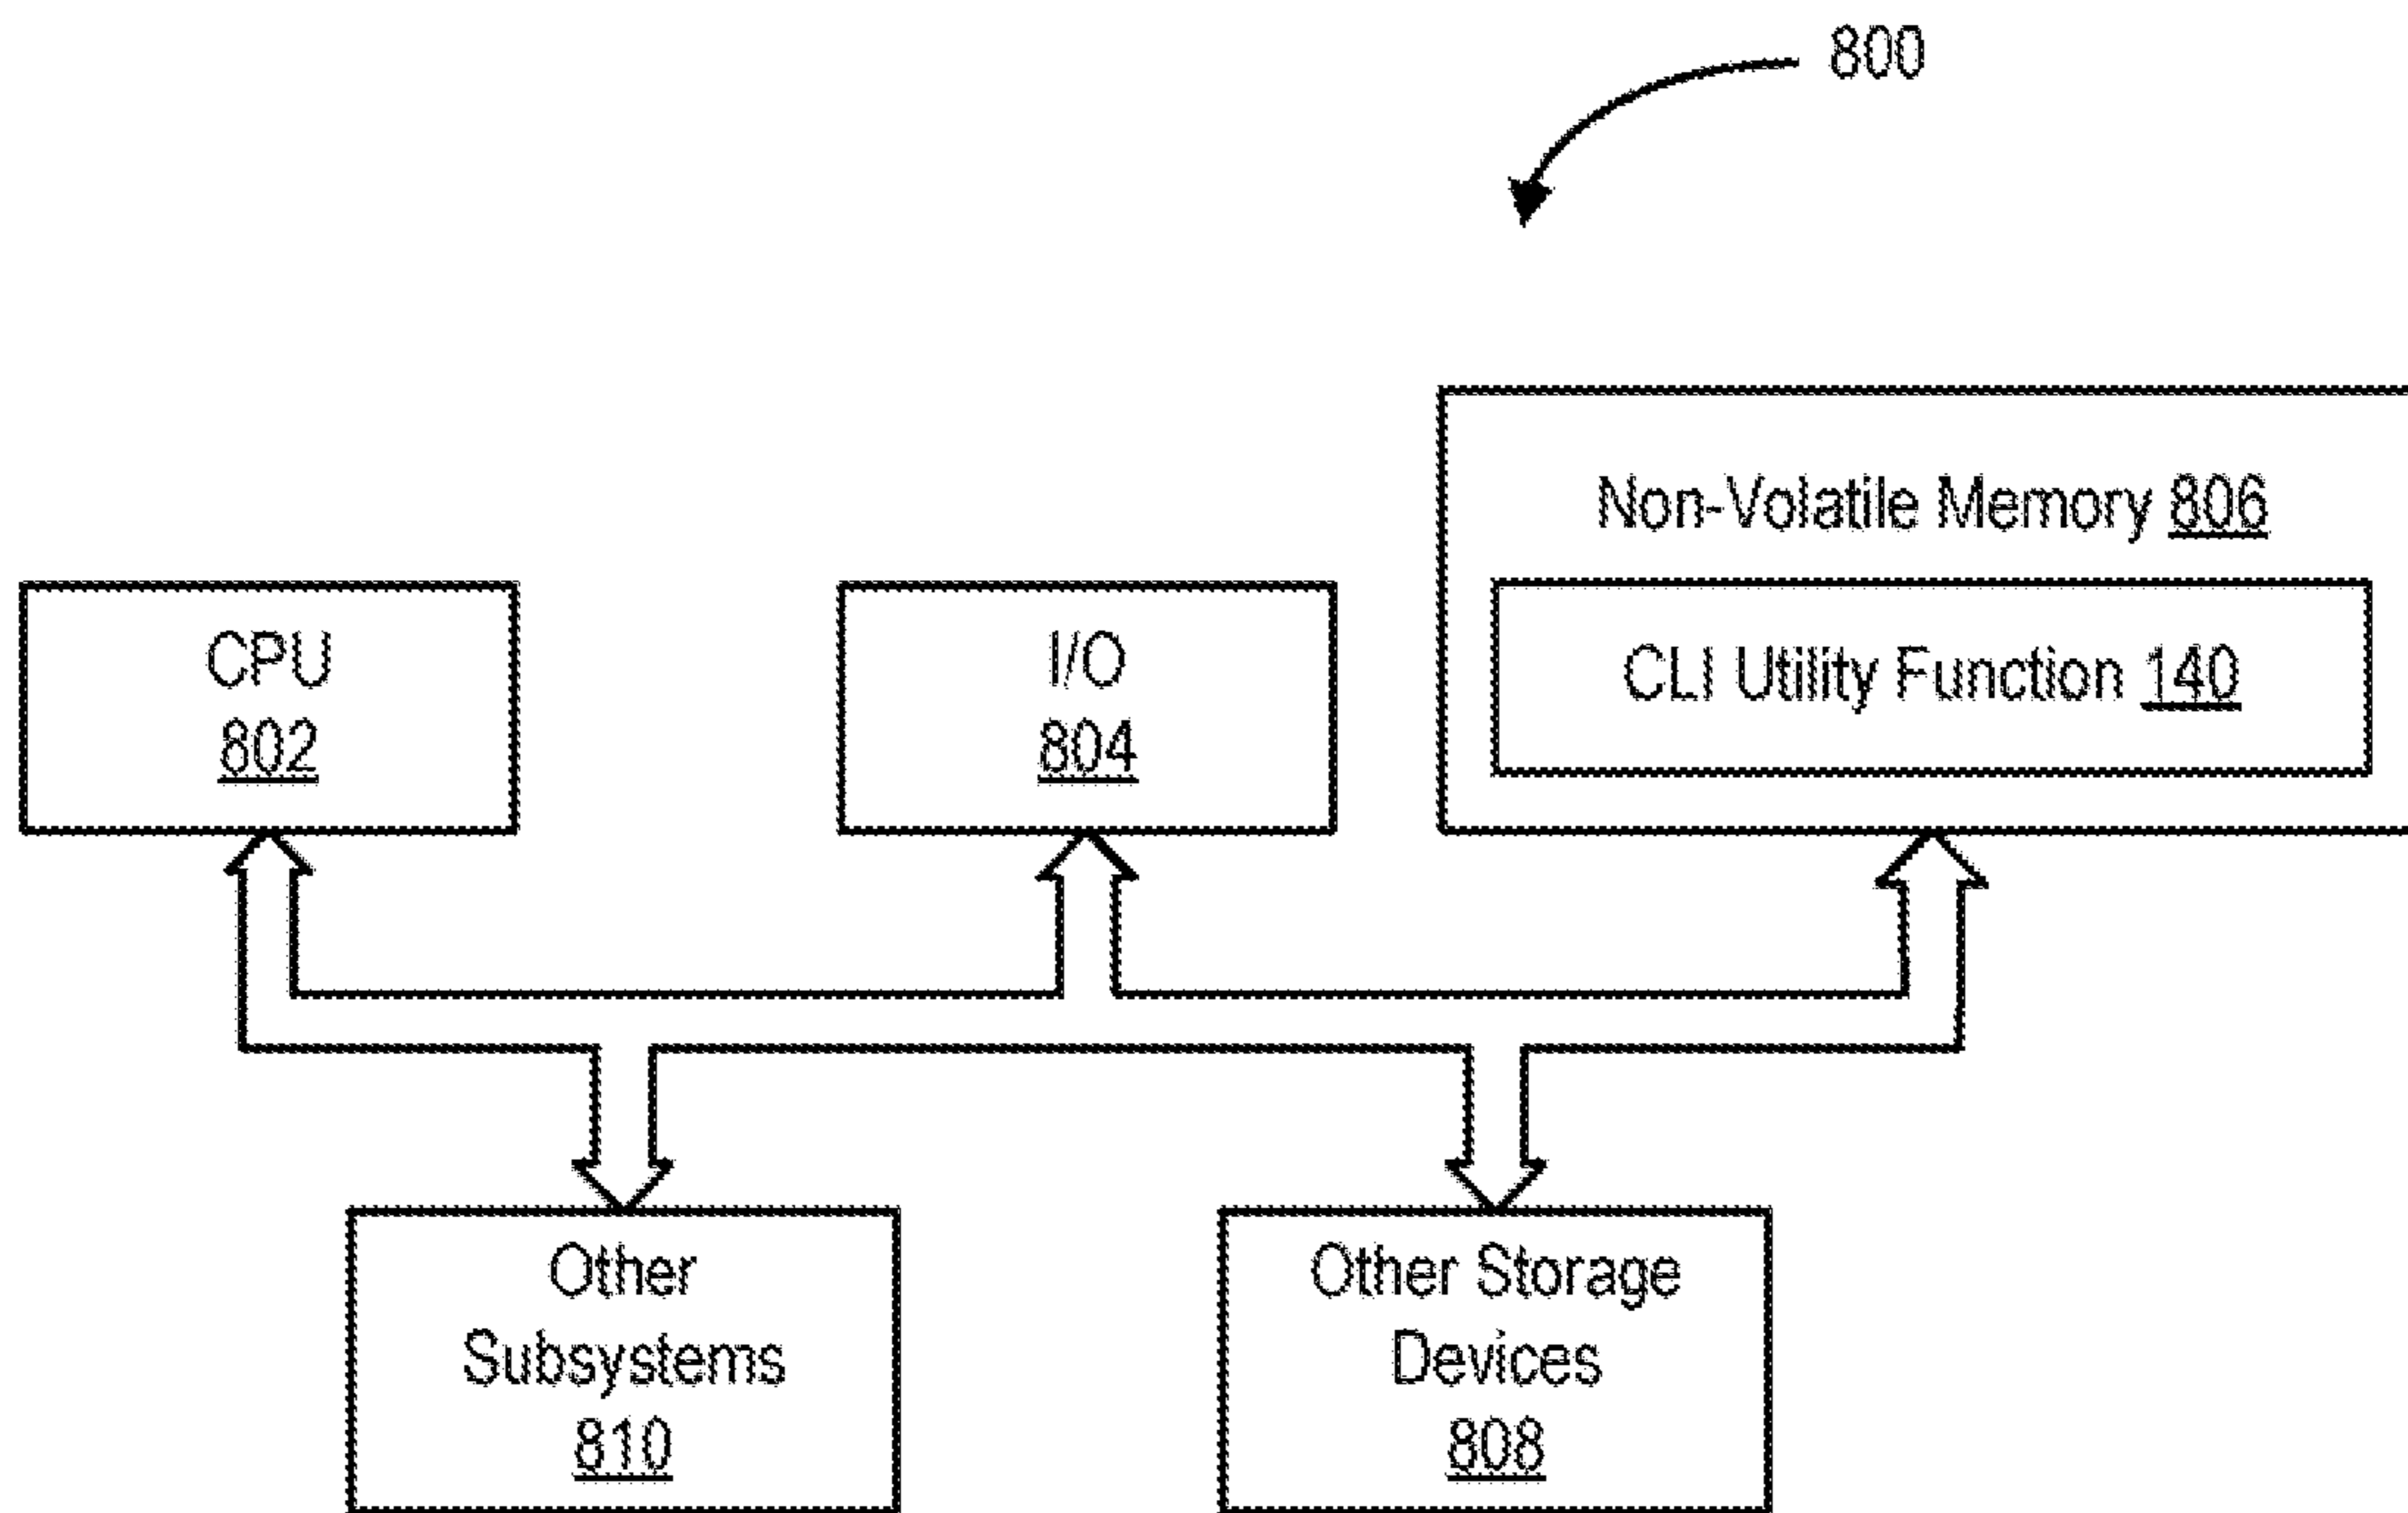 800
Non-Volatile Memory 806
CLI Utility Function 140
CPU
802
I/O
804
Other
Subsystems
810
Other Storage
Devices
808